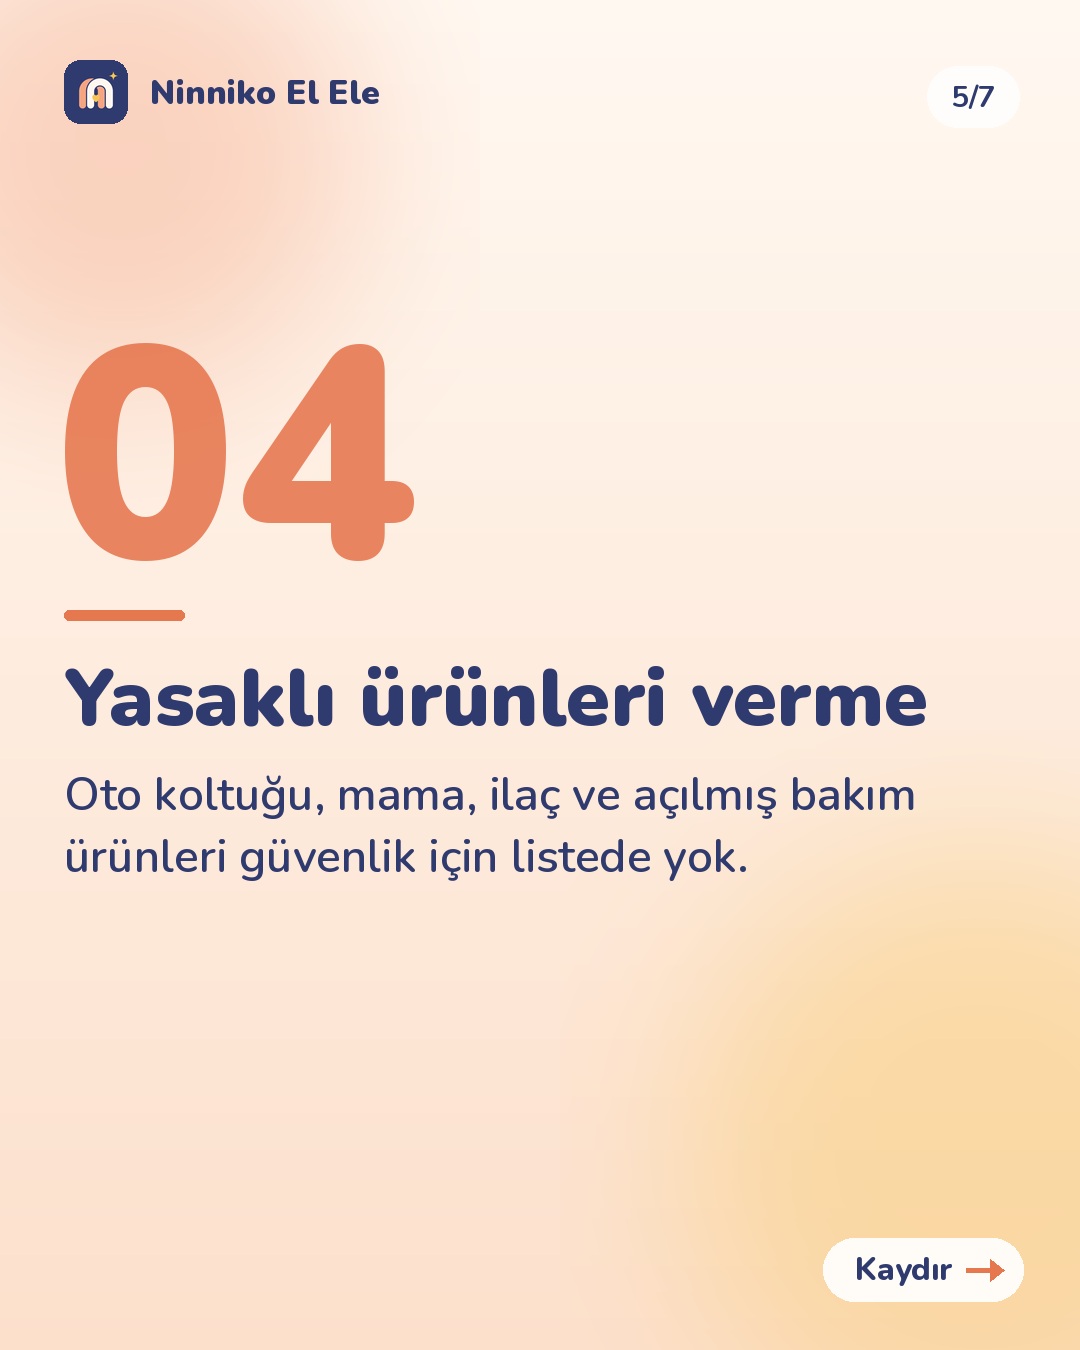 Ninniko El Ele
5/7
04
Yasaklı ürünleri verme
Oto koltuğu, mama, ilaç ve açılmış bakım
ürünleri güvenlik için listede yok.
Kaydır